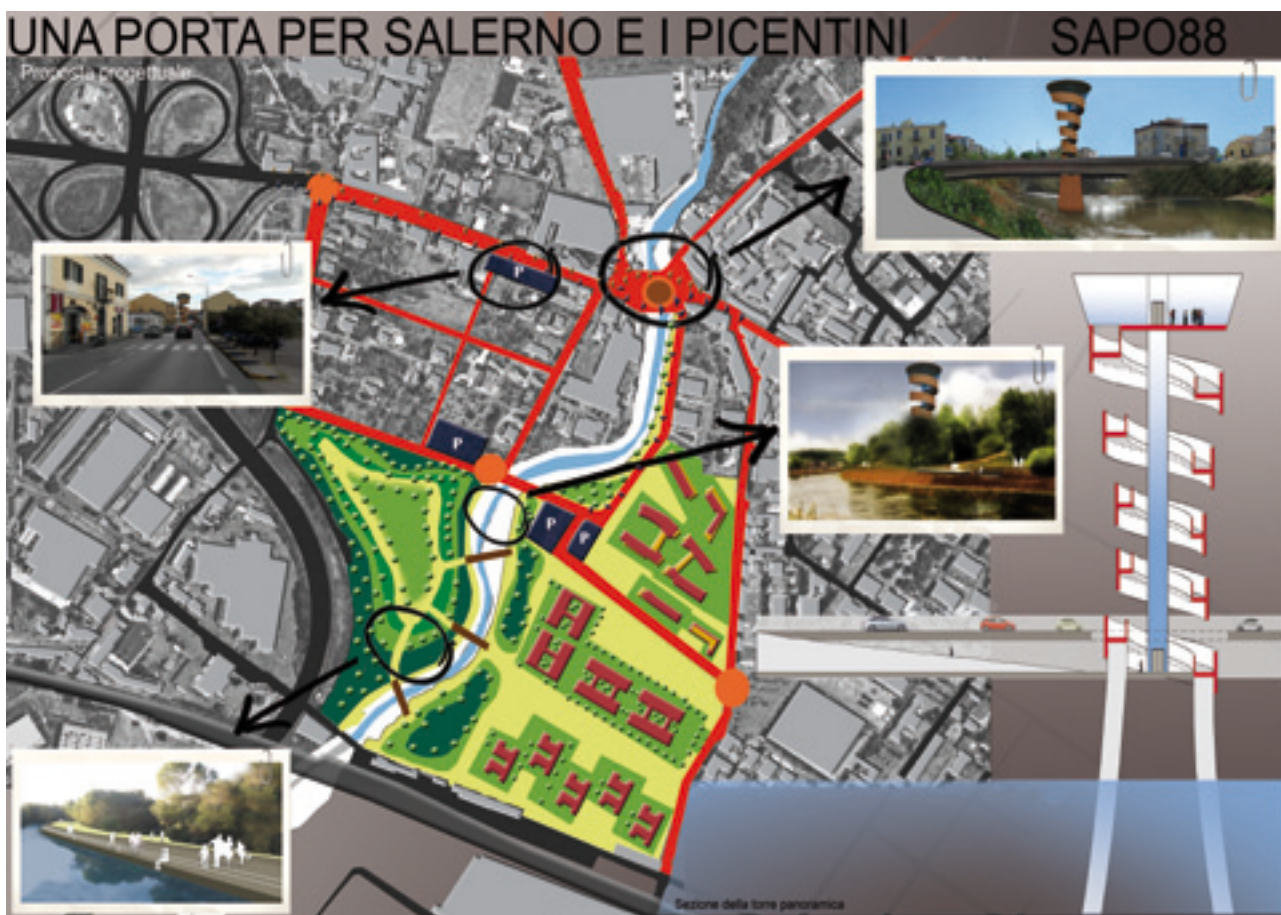 UNA PORTA PER SALERNO E I PICENTINI SAPO88
Proposta progettuale
P
P
P
P
Sezione della torre panoramica